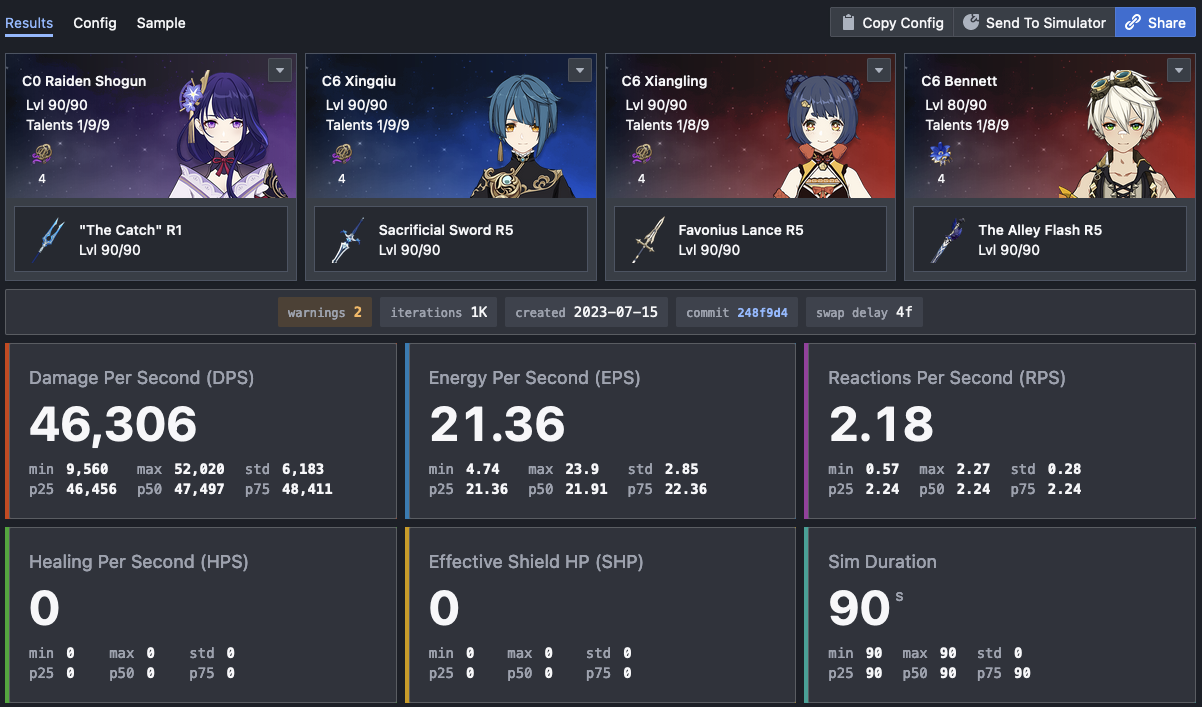 Results Config Sample Copy Config Send To Simulator Share
C0 Raiden Shogun
Lvl 90/90
Talents 1/9/9
4
"The Catch" R1
Lvl 90/90
C6 Xingqiu
Lvl 90/90
Talents 1/9/9
4
Sacrificial Sword R5
Lvl 90/90
C6 Xiangling
Lvl 90/90
Talents 1/8/9
4
Favonius Lance R5
Lvl 90/90
C6 Bennett
Lvl 80/90
Talents 1/8/9
4
The Alley Flash R5
Lvl 90/90
warnings 2 iterations 1K created 2023-07-15 commit 248f9d4 swap delay 4f
Damage Per Second (DPS)
46,306
min 9,560 max 52,020 std 6,183
p25 46,456 p50 47,497 p75 48,411
Energy Per Second (EPS)
21.36
min 4.74 max 23.9 std 2.85
p25 21.36 p50 21.91 p75 22.36
Reactions Per Second (RPS)
2.18
min 0.57 max 2.27 std 0.28
p25 2.24 p50 2.24 p75 2.24
Healing Per Second (HPS)
0
min 0 max 0 std 0
p25 0 p50 0 p75 0
Effective Shield HP (SHP)
0
min 0 max 0 std 0
p25 0 p50 0 p75 0
Sim Duration
90 s
min 90 max 90 std 0
p25 90 p50 90 p75 90